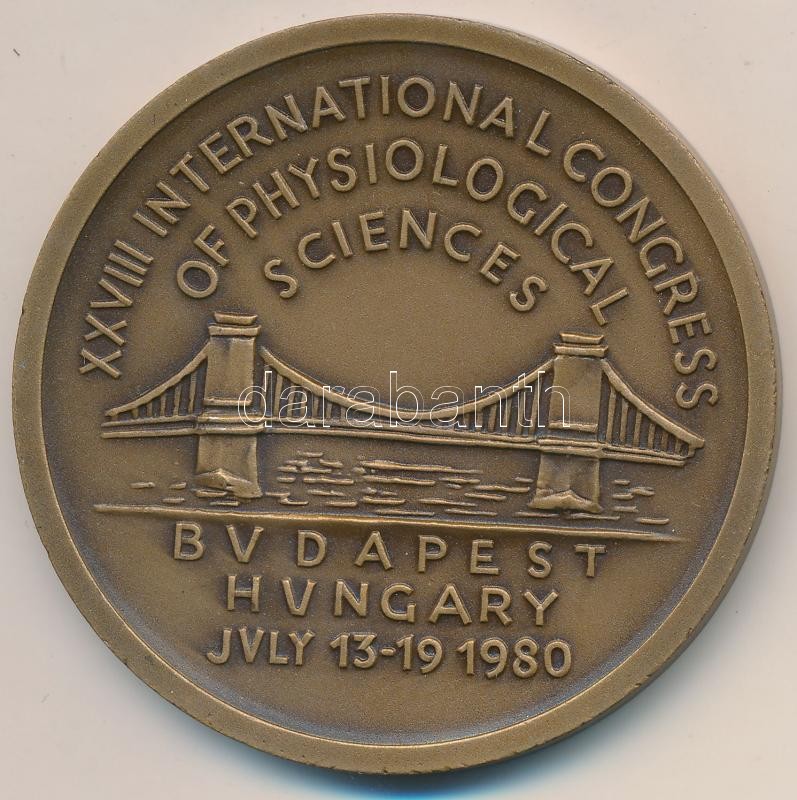 XXVIII INTERNATIONAL CONGRESS
OF PHYSIOLOGICAL
SCIENCES
darabanth
BVDAPEST
HVNGARY
JVLY 13-19 1980